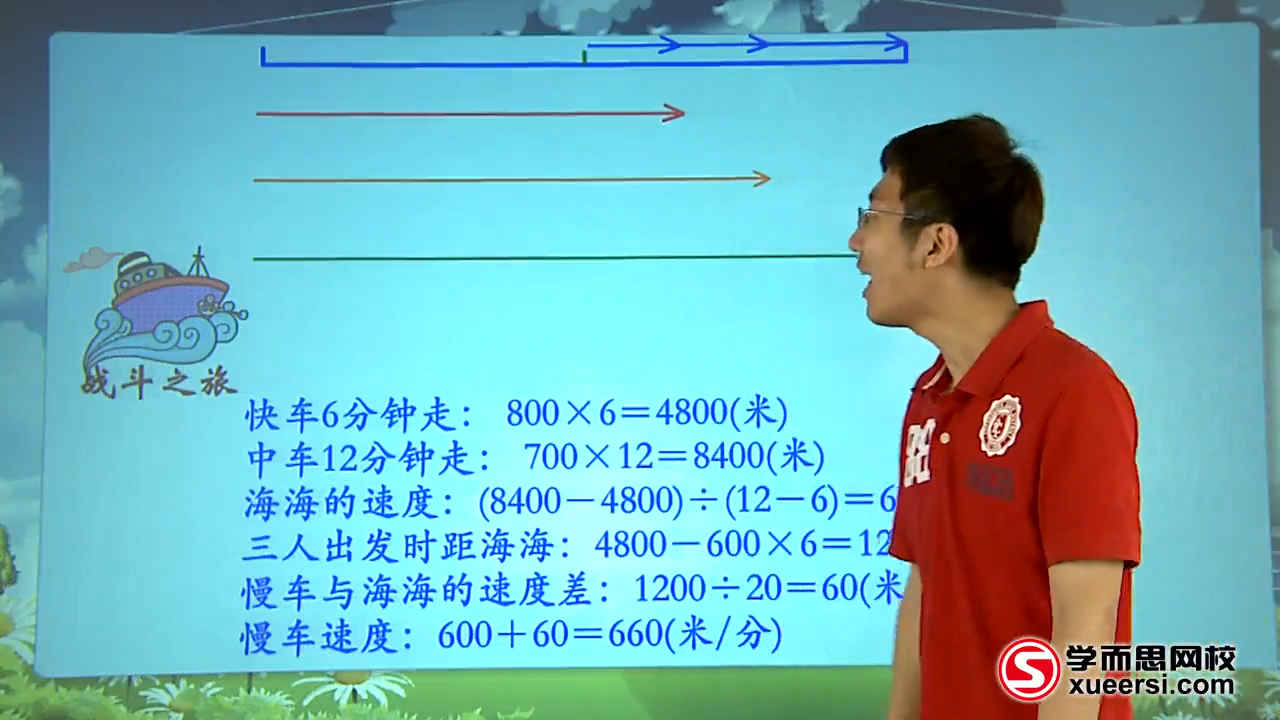 战斗之旅
快车6分钟走： 800×6＝4800(米)
中车12分钟走： 700×12＝8400(米)
海海的速度：(8400－4800)÷(12－6)＝6
三人出发时距海海：4800－600×6＝12
慢车与海海的速度差：1200÷20＝60(米
慢车速度：600＋60＝660(米/分)
学而思网校
xueersi.com